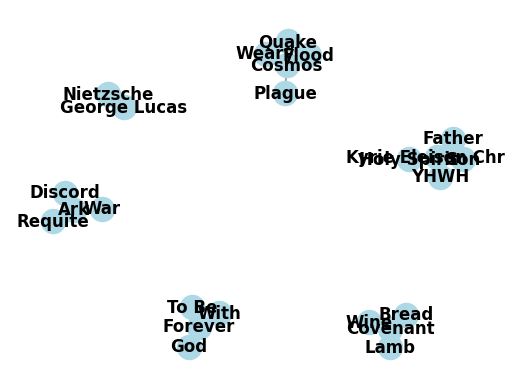 Quake
Weary
Flood
Cosmos
Plague
Nietzsche
George Lucas
Father
Kyrie Eleison Chr
Holy Spirit
Son
YHWH
Discord
Ark
War
Requite
To Be
With
Forever
God
Bread
Wine
Covenant
Lamb